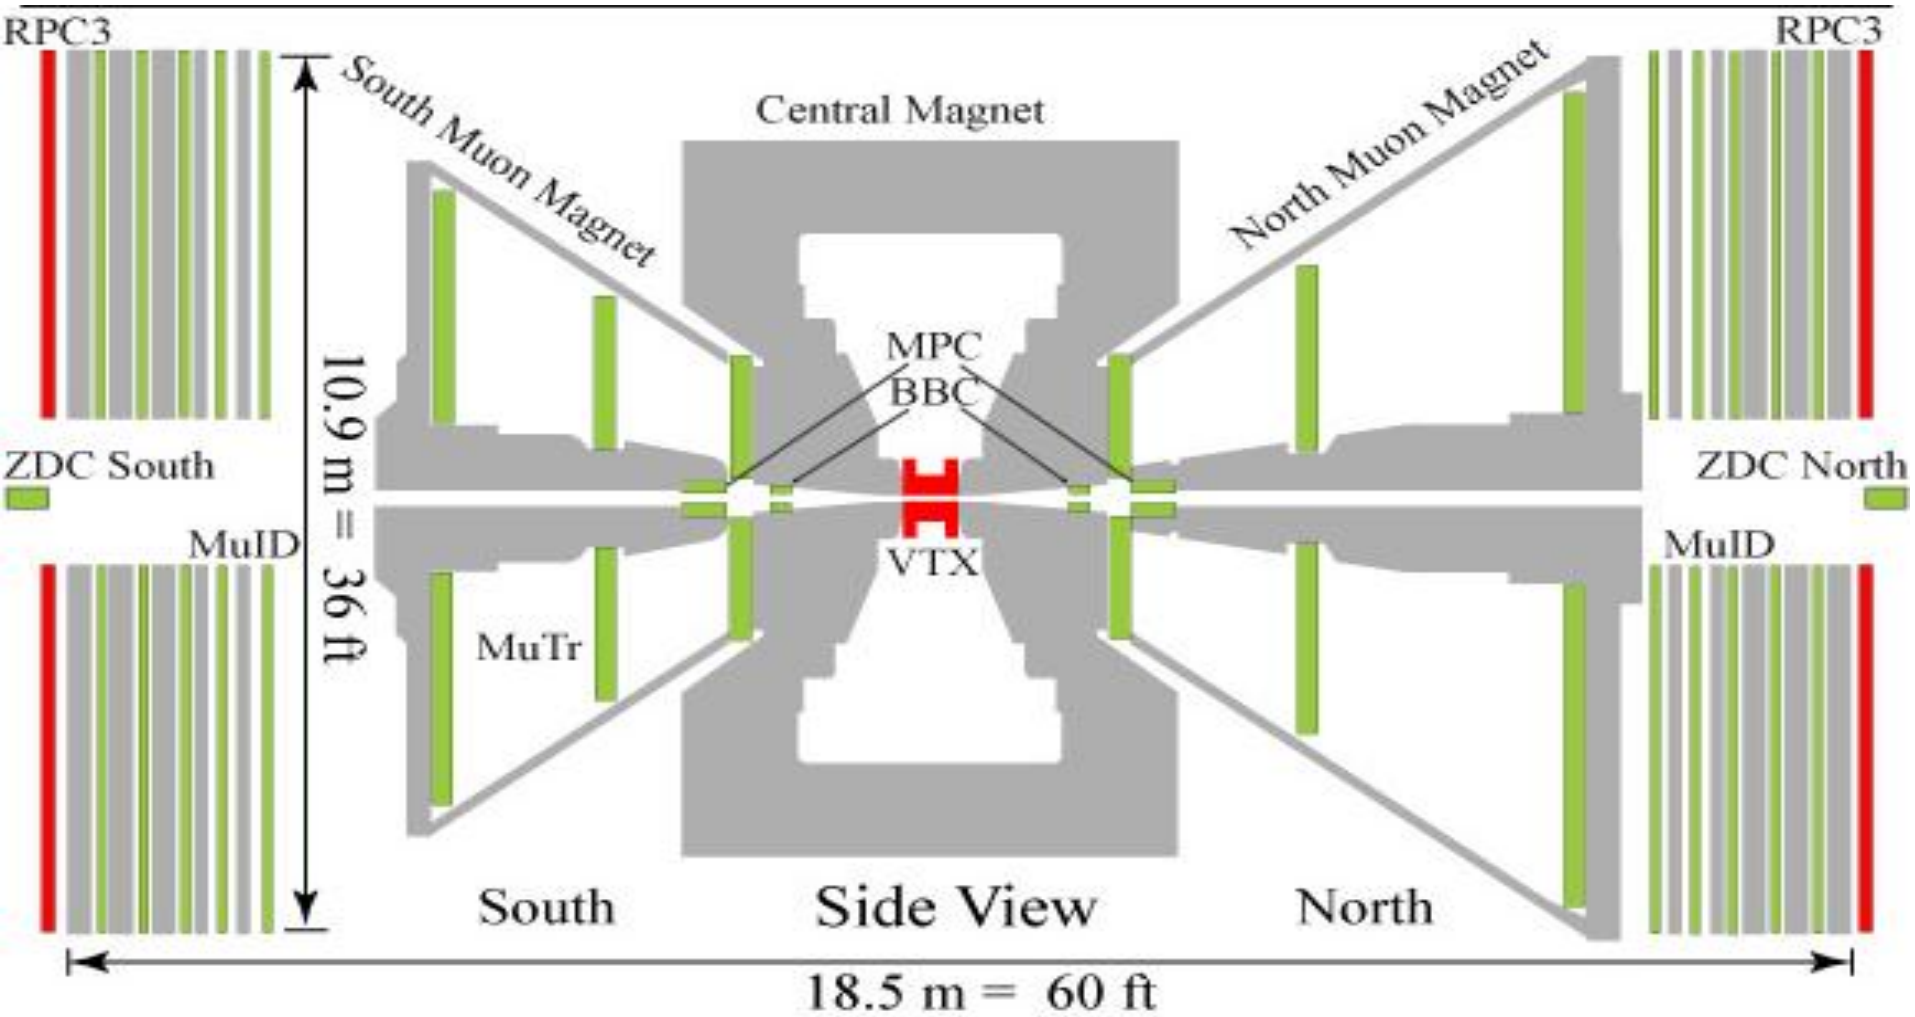 RPC3
RPC3
South Muon Magnet
Central Magnet
North Muon Magnet
MPC
BBC
10.9 m = 36 ft
ZDC South
ZDC North
MuID
VTX
MuID
MuTr
South
Side View
North
18.5 m = 60 ft